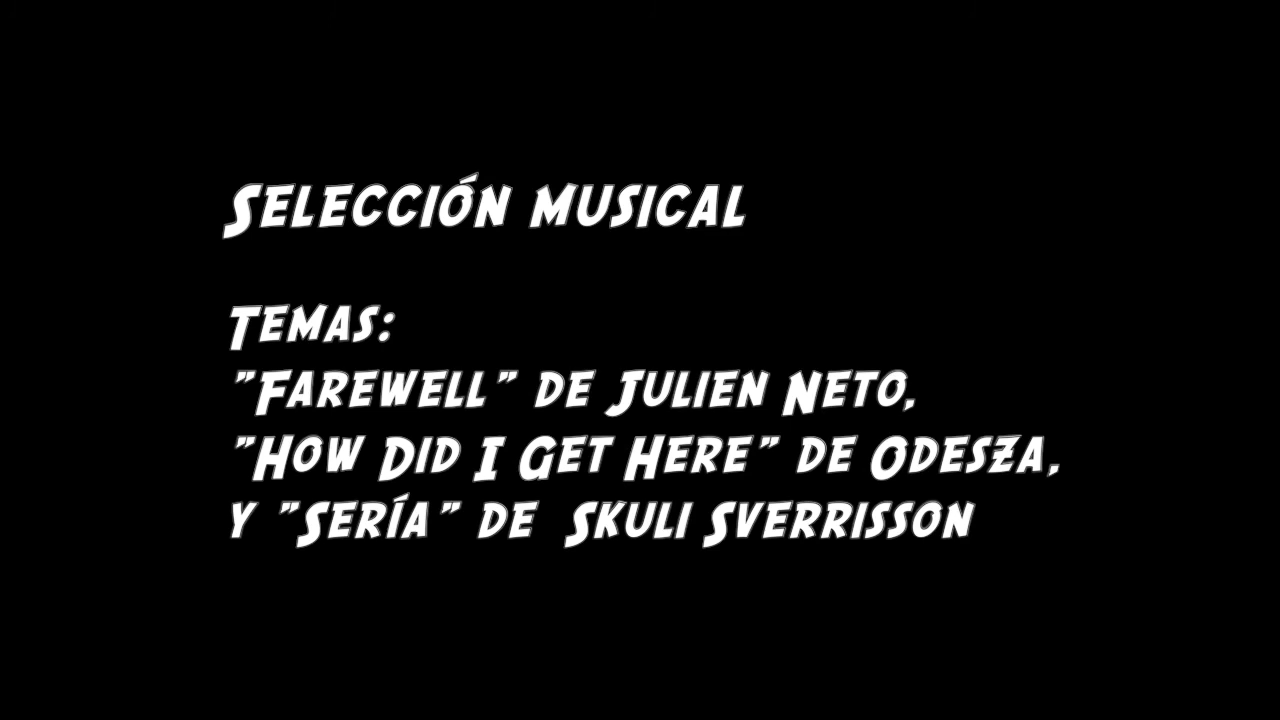 Selección musical
Temas:
"Farewell" de Julien Neto,
"How Did I Get Here" de Odesza,
y "Sería" de Skuli Sverrisson